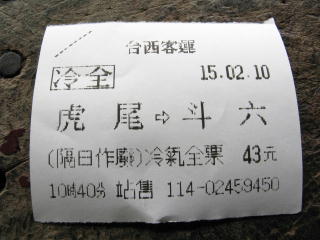 台西客運
冷全 15.02.10
虎尾⇨斗六
(隔日作廢)冷氣全票 43元
10時40分 站售 114-02459450